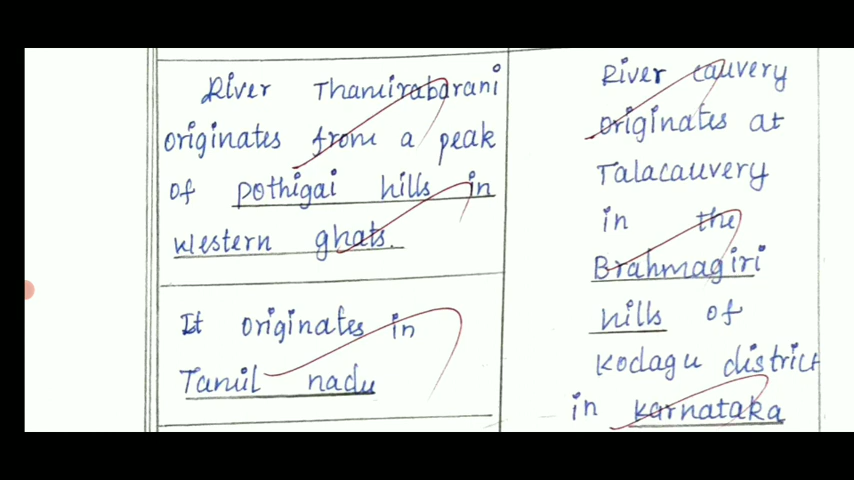 River Thamirabarani
originates from a peak
of pothigai hills in
western ghats.
It originates in
Tamil nadu
River cauvery
originates at
Talacauvery
in the
Brahmagiri
hills of
Kodagu district
in karnataka